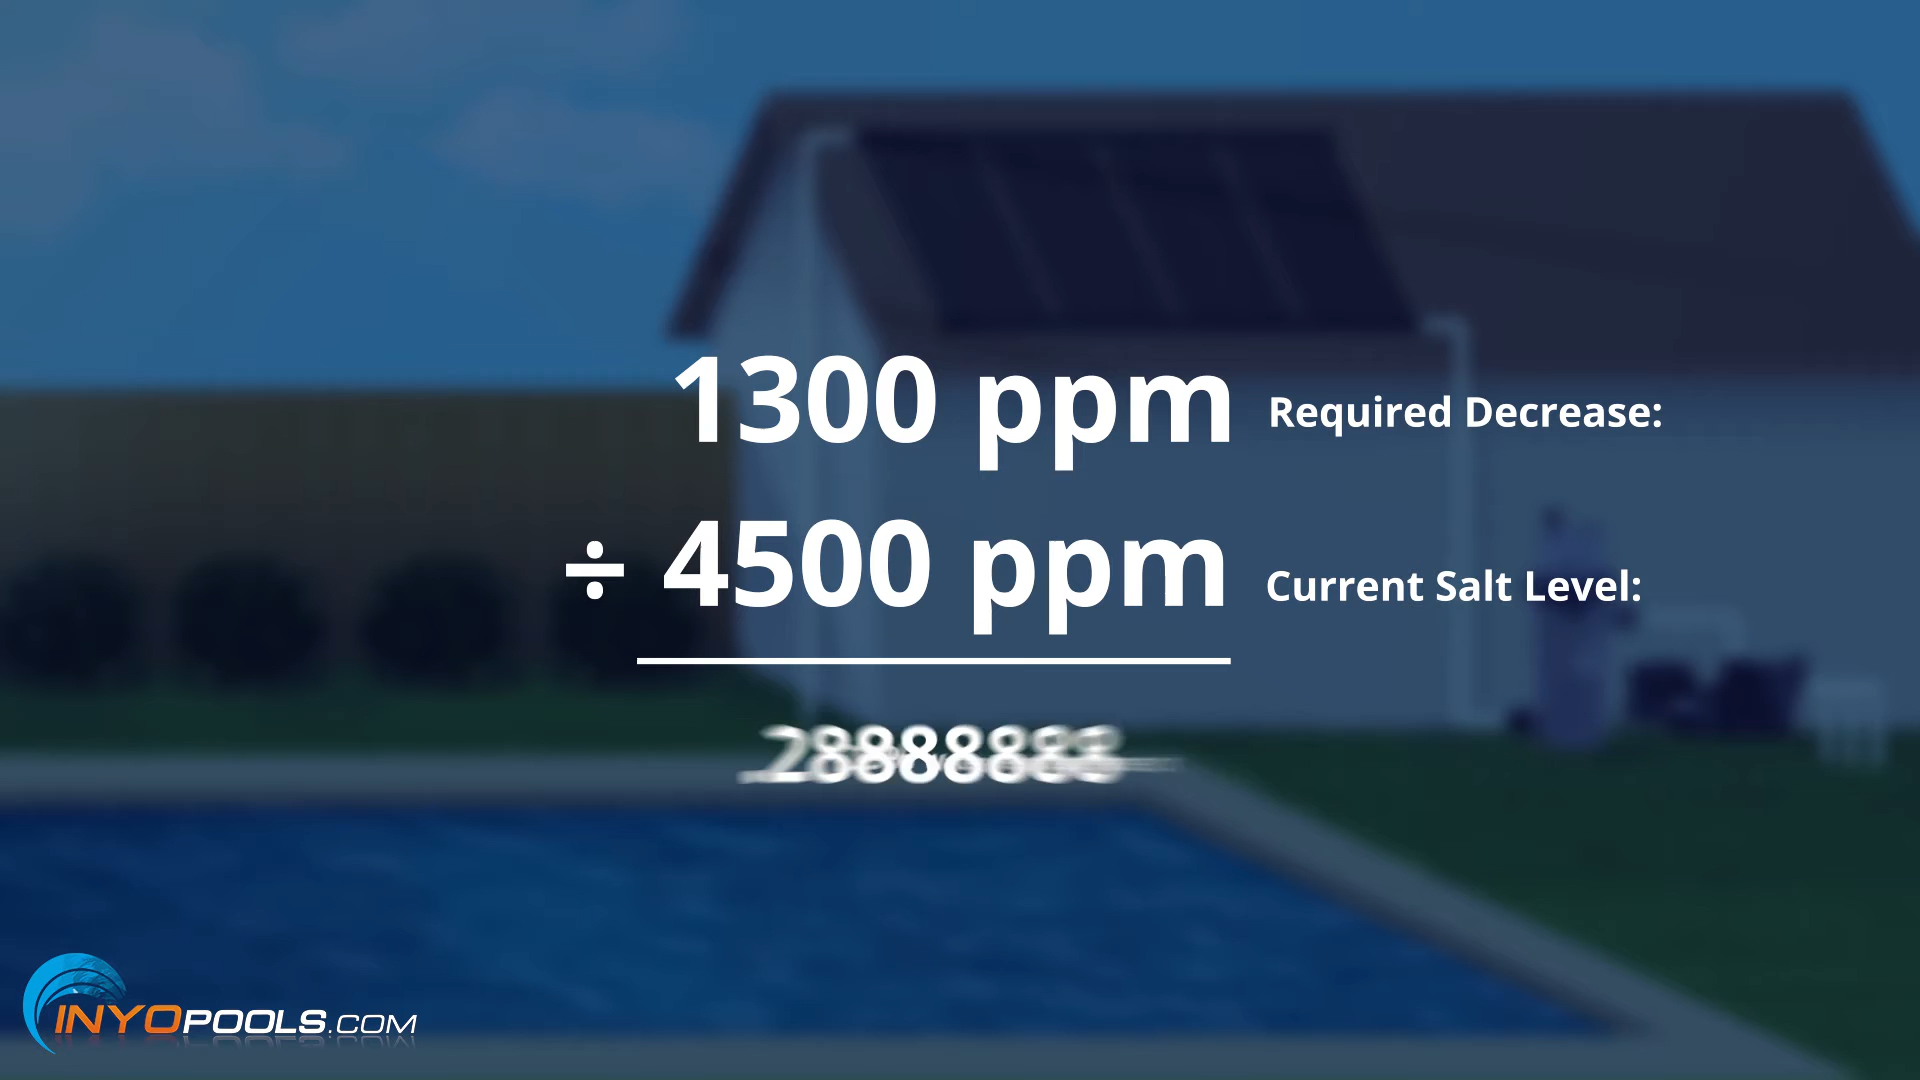 1300 ppm Required Decrease:
÷ 4500 ppm Current Salt Level:
INYOPOOLS.COM